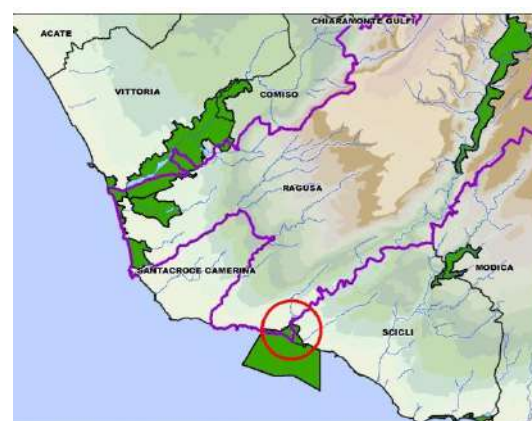 CHIARAMONTE GULFI
ACATE
VITTORIA
COMISO
RAGUSA
SANTACROCE CAMERINA
MODICA
SCICLI